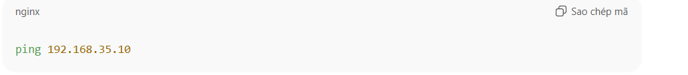 nginx
Sao chép mã
ping 192.168.35.10